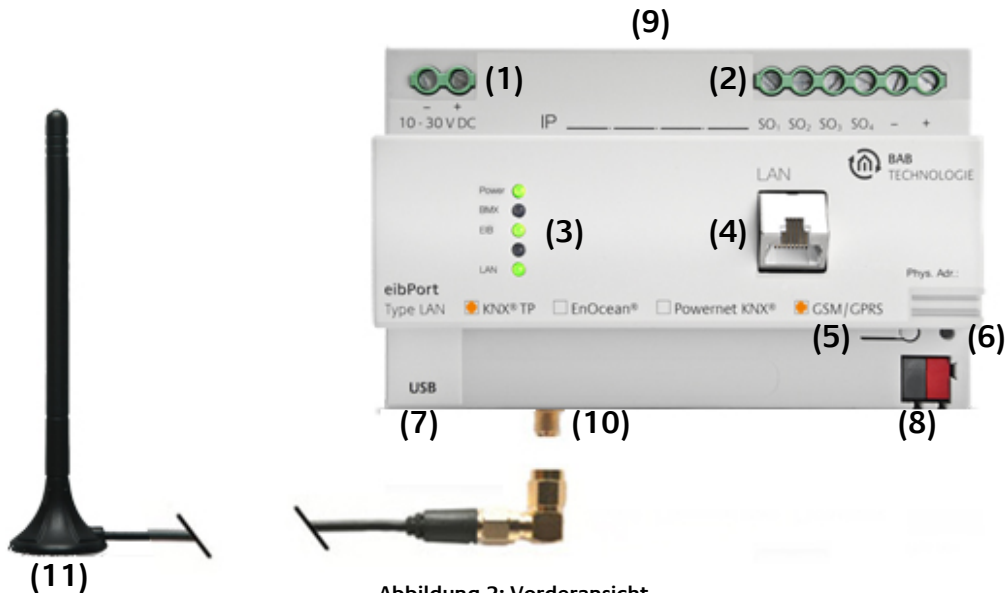 (9)
(1)
(2)
− +
10 - 30 V DC
IP
SO₁ SO₂ SO₃ SO₄ − +
BAB
TECHNOLOGIE
LAN
Power
BMX
EIB
(3)
(4)
LAN
Phys. Adr.:
eibPort
Type LAN KNX® TP EnOcean® Powernet KNX® GSM/GPRS
(5)
(6)
USB
(7)
(10)
(8)
(11)
Abbildung 2: Vorderansicht